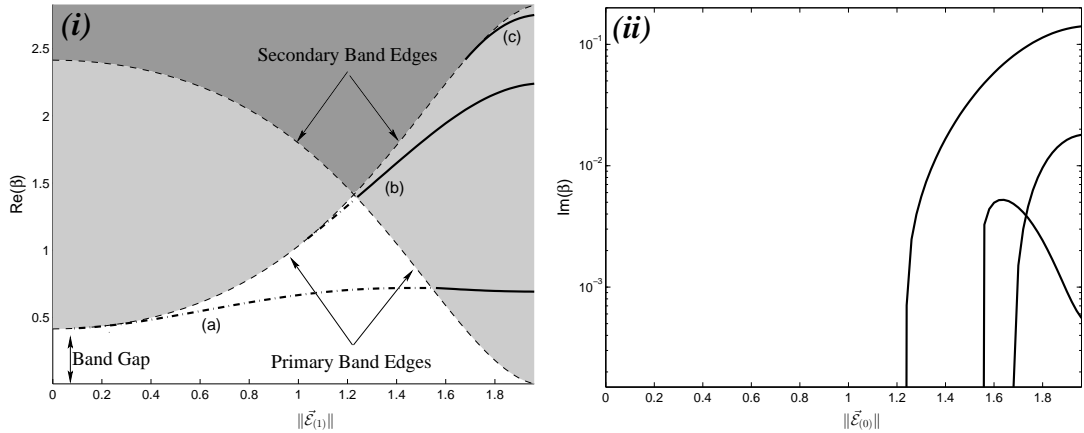 (i)
Re(β)
2.5
2
1.5
1
0.5
Secondary Band Edges
(c)
(b)
(a)
Band Gap
Primary Band Edges
0 0.2 0.4 0.6 0.8 1 1.2 1.4 1.6 1.8
‖ℰ⃗₍₁₎‖
(ii)
Im(β)
10⁻¹
10⁻²
10⁻³
0 0.2 0.4 0.6 0.8 1 1.2 1.4 1.6 1.8
‖ℰ⃗₍₀₎‖